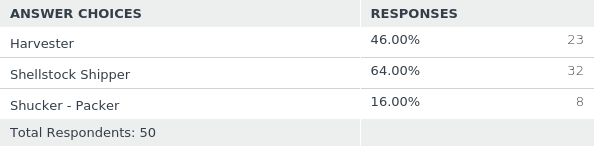 ANSWER CHOICES RESPONSES
Harvester 46.00% 23
Shellstock Shipper 64.00% 32
Shucker - Packer 16.00% 8
Total Respondents: 50